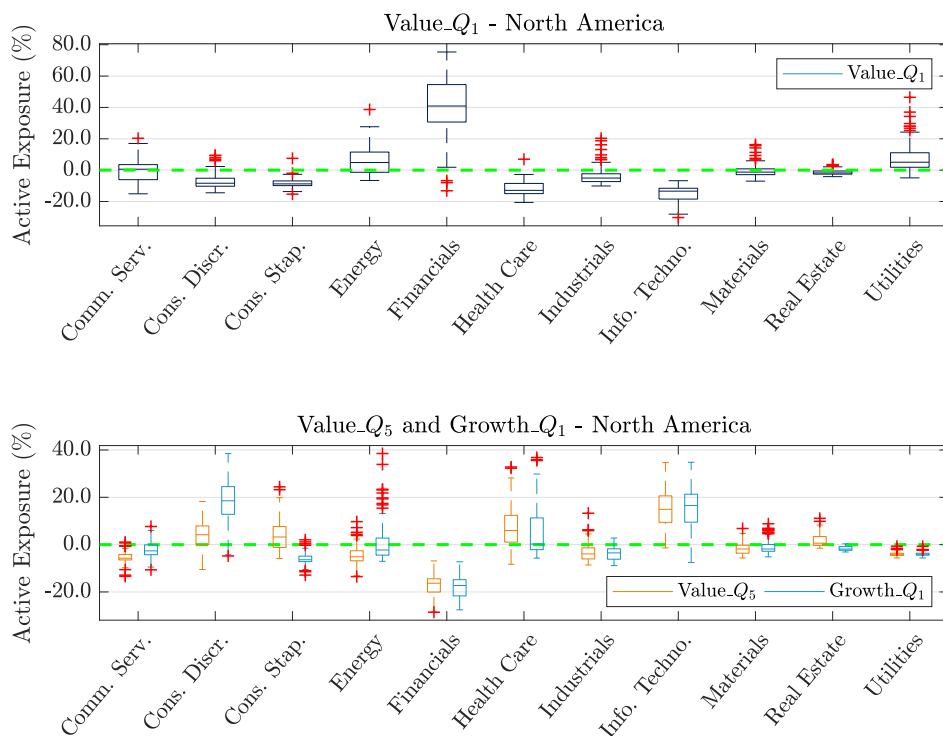 Value_Q1 - North America
Active Exposure (%)
80.0
60.0
40.0
20.0
0.0
-20.0
Value_Q1
Comm. Serv.
Cons. Discr.
Cons. Stap.
Energy
Financials
Health Care
Industrials
Info. Techno.
Materials
Real Estate
Utilities
Value_Q5 and Growth_Q1 - North America
Active Exposure (%)
40.0
20.0
0.0
-20.0
Value_Q5 Growth_Q1
Comm. Serv.
Cons. Discr.
Cons. Stap.
Energy
Financials
Health Care
Industrials
Info. Techno.
Materials
Real Estate
Utilities